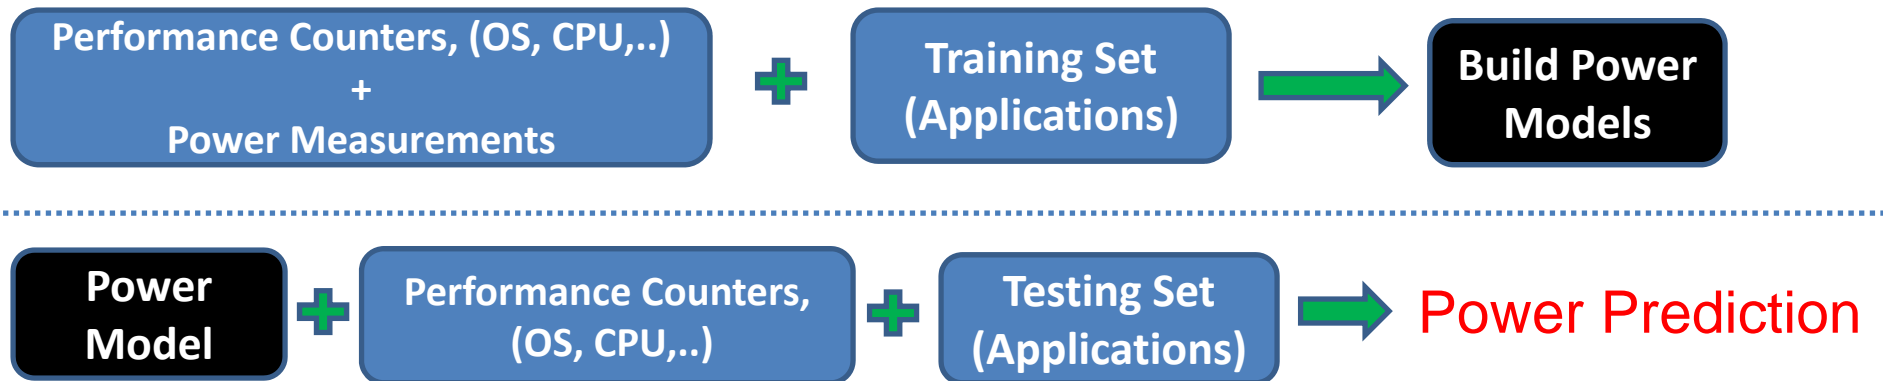 Performance Counters, (OS, CPU,..)
+
Power Measurements
Training Set
(Applications)
Build Power
Models
Power
Model
Performance Counters,
(OS, CPU,..)
Testing Set
(Applications)
Power Prediction